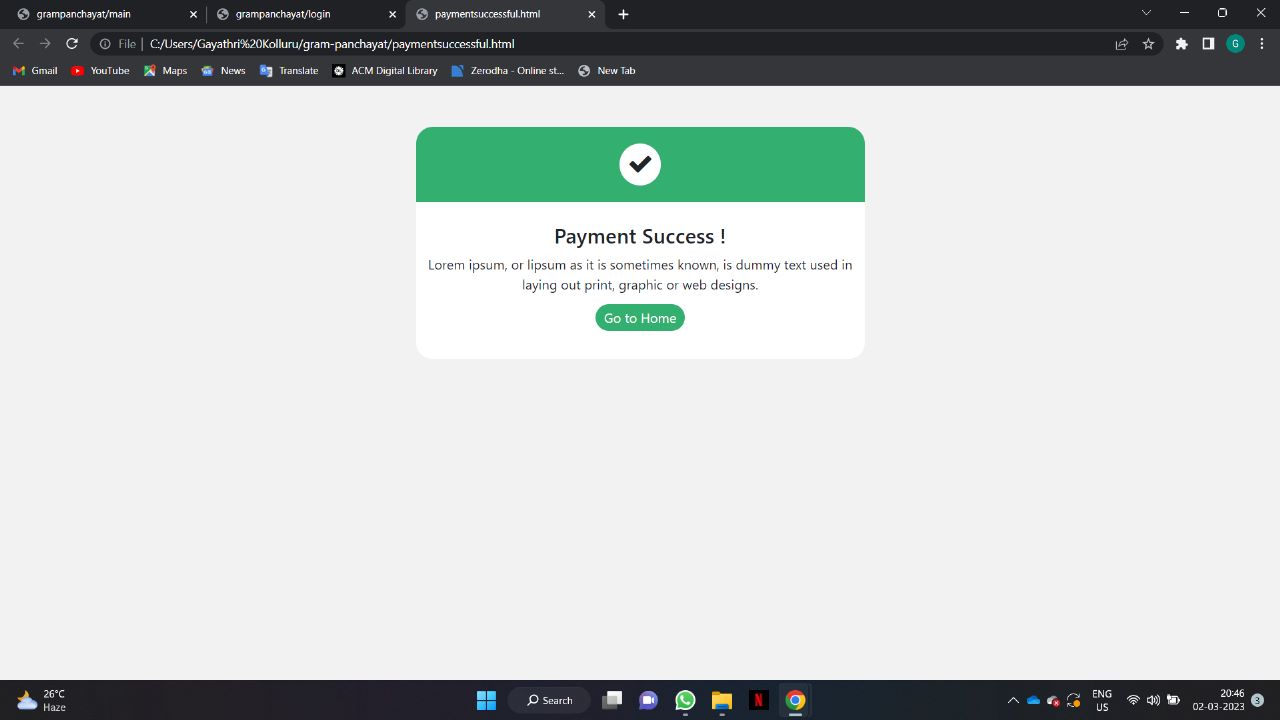 grampanchayat/main
grampanchayat/login
paymentsuccessful.html
File
C:/Users/Gayathri%20Kolluru/gram-panchayat/paymentsuccessful.html
G
Gmail
YouTube
Maps
News
Translate
ACM Digital Library
Zerodha - Online st...
New Tab
Payment Success !
Lorem ipsum, or lipsum as it is sometimes known, is dummy text used in
laying out print, graphic or web designs.
Go to Home
26°C
Haze
Search
N
ENG
US
20:46
02-03-2023
3